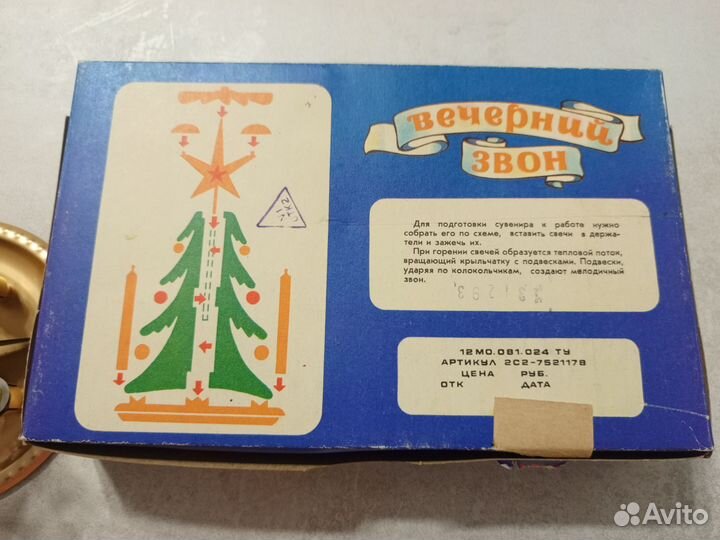 вечерний
ЗВОН
Для подготовки сувенира к работе нужно
собрать его по схеме, вставить свечи в держа-
тели и зажечь их.
При горении свечей образуется тепловой поток,
вращающий крыльчатку с подвесками. Подвески,
ударяя по колокольчикам, создают мелодичный
звон.
12МО.081.024 ТУ
АРТИКУЛ 2С2-7521178
ЦЕНА РУБ.
ОТК ДАТА
Avito